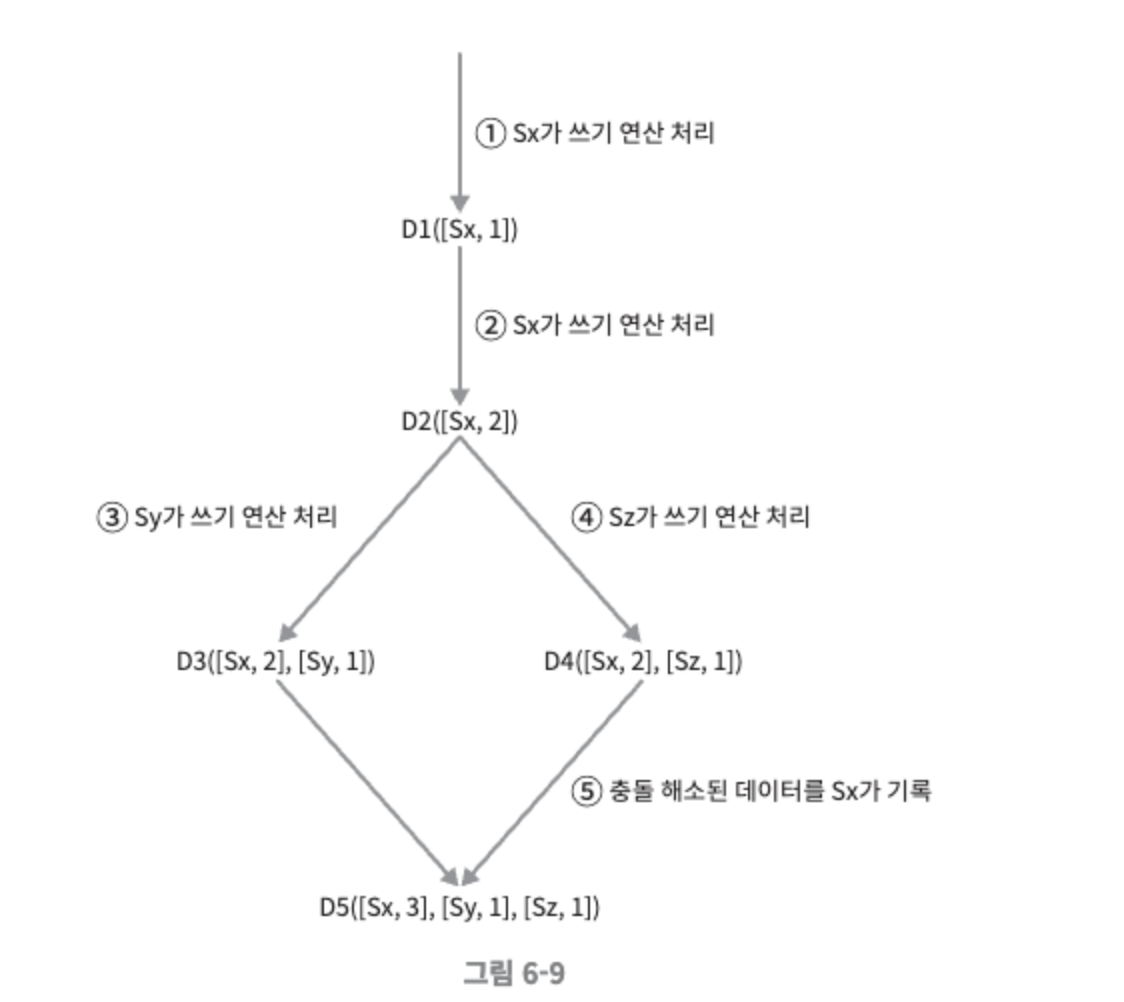 ① Sx가 쓰기 연산 처리
D1([Sx, 1])
② Sx가 쓰기 연산 처리
D2([Sx, 2])
③ Sy가 쓰기 연산 처리
④ Sz가 쓰기 연산 처리
D3([Sx, 2], [Sy, 1])
D4([Sx, 2], [Sz, 1])
⑤ 충돌 해소된 데이터를 Sx가 기록
D5([Sx, 3], [Sy, 1], [Sz, 1])
그림 6-9